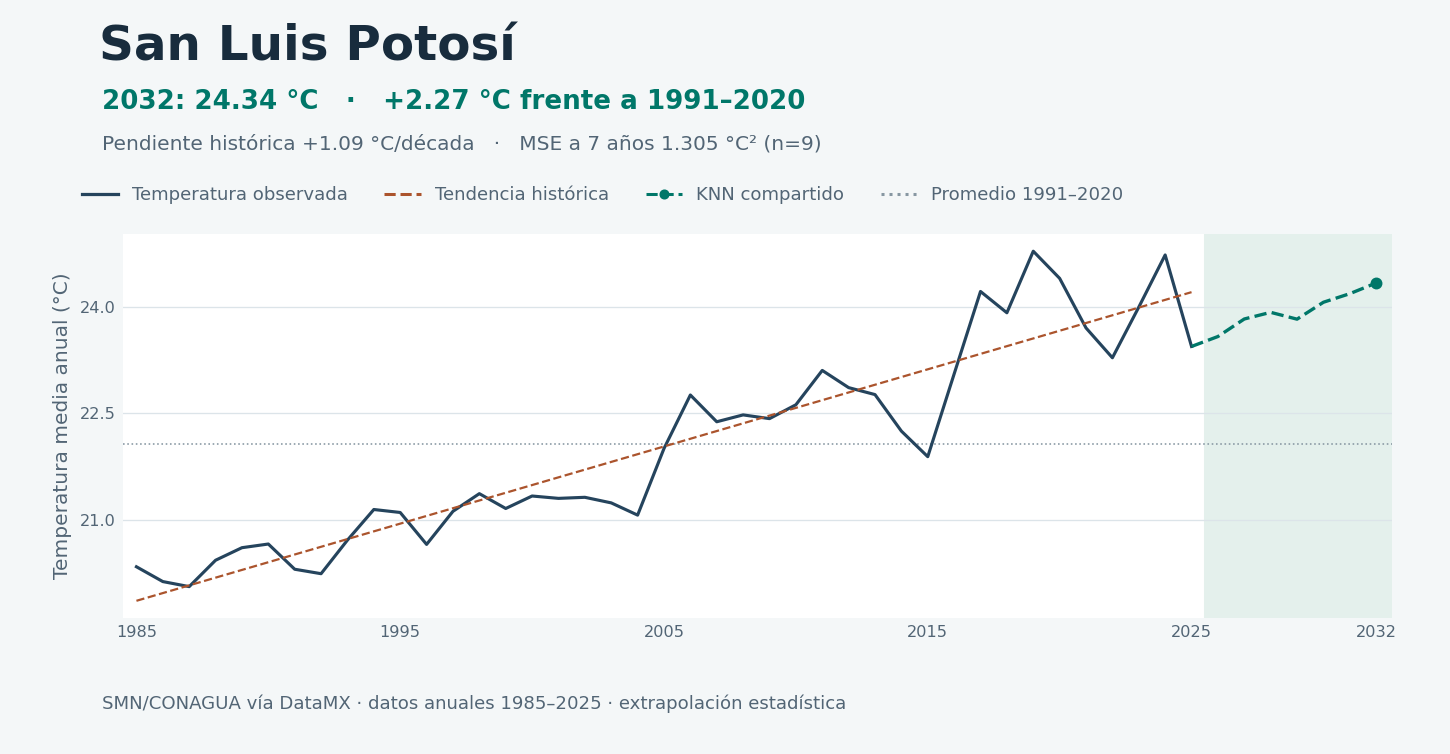 San Luis Potosí
2032: 24.34 °C · +2.27 °C frente a 1991–2020
Pendiente histórica +1.09 °C/década · MSE a 7 años 1.305 °C² (n=9)
Temperatura observada Tendencia histórica KNN compartido Promedio 1991–2020
Temperatura media anual (°C)
24.0
22.5
21.0
1985 1995 2005 2015 2025 2032
SMN/CONAGUA vía DataMX · datos anuales 1985–2025 · extrapolación estadística